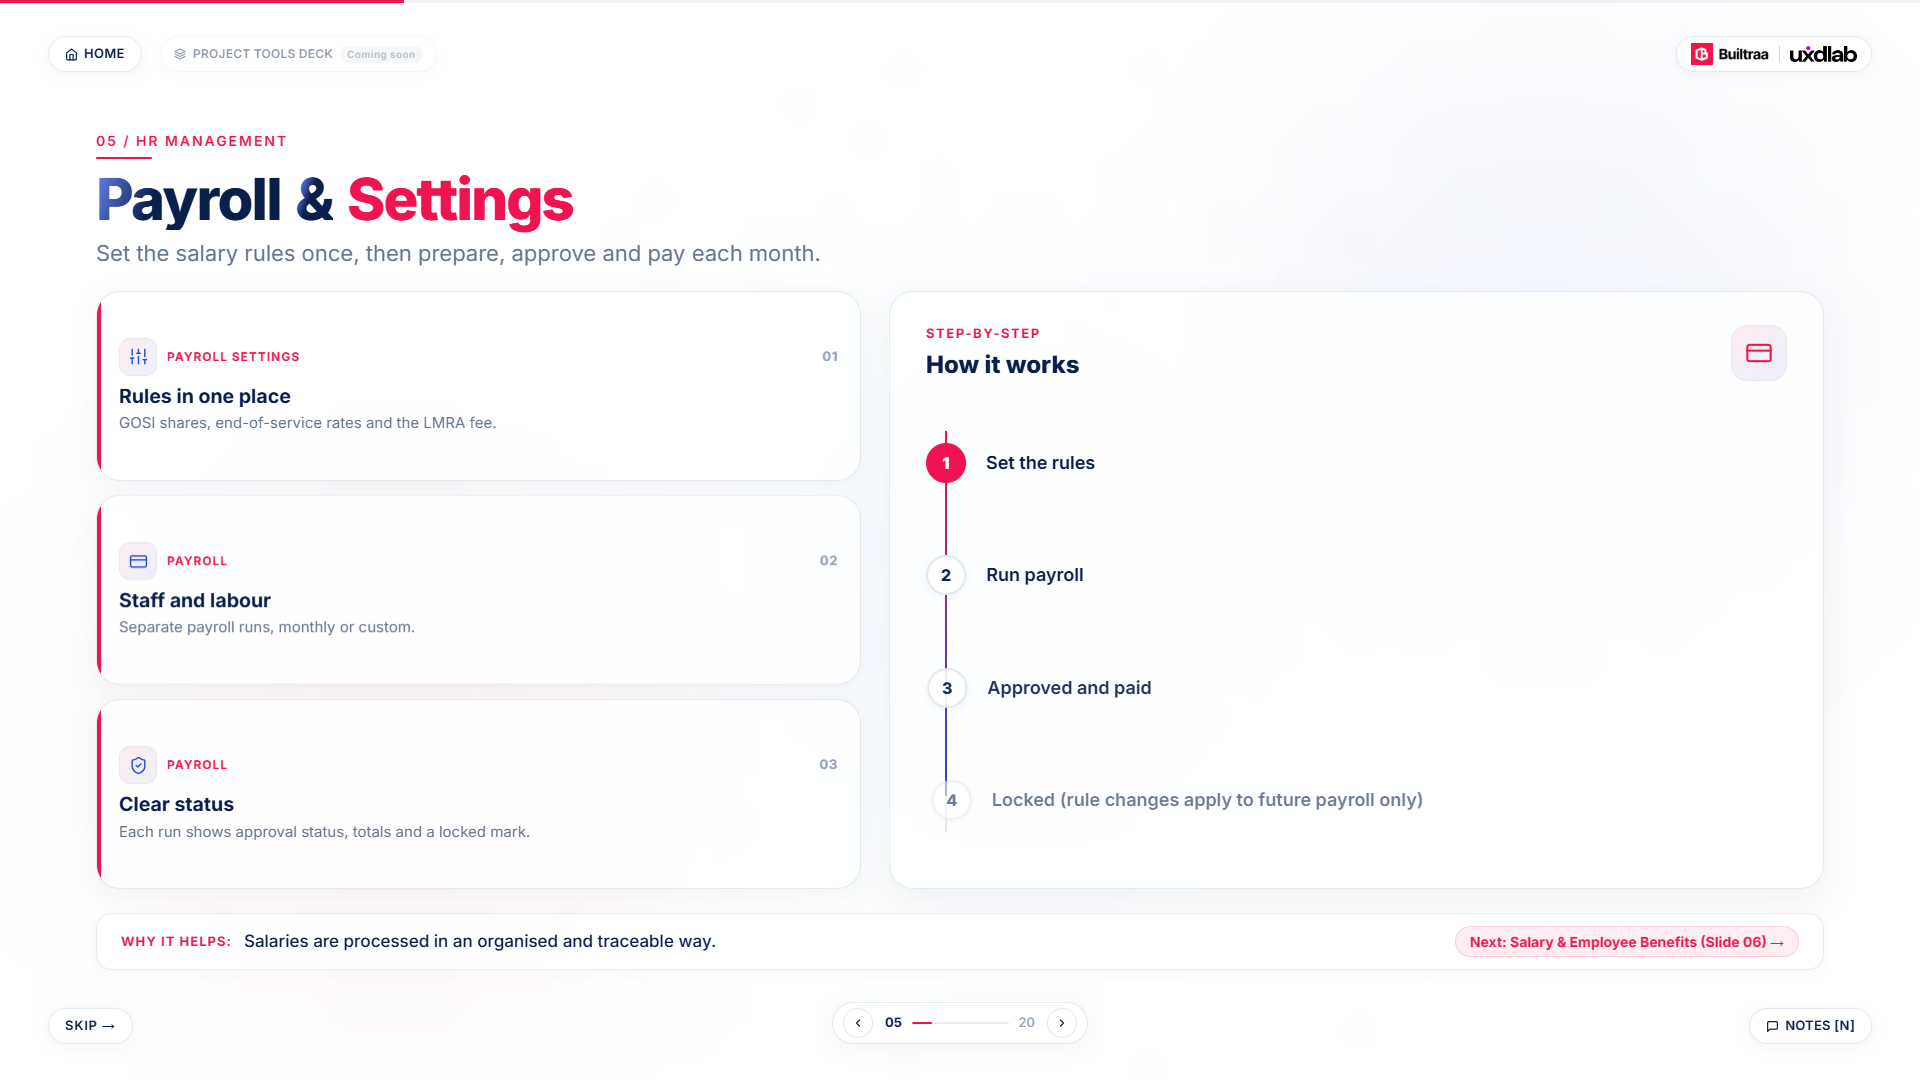 HOME
PROJECT TOOLS DECK Coming soon
Builtraa uxdlab
05 / HR MANAGEMENT
Payroll & Settings
Set the salary rules once, then prepare, approve and pay each month.
PAYROLL SETTINGS 01
Rules in one place
GOSI shares, end-of-service rates and the LMRA fee.
PAYROLL 02
Staff and labour
Separate payroll runs, monthly or custom.
PAYROLL 03
Clear status
Each run shows approval status, totals and a locked mark.
STEP-BY-STEP
How it works
1 Set the rules
2 Run payroll
3 Approved and paid
4 Locked (rule changes apply to future payroll only)
WHY IT HELPS: Salaries are processed in an organised and traceable way.
Next: Salary & Employee Benefits (Slide 06) →
SKIP →
05 20
NOTES [N]